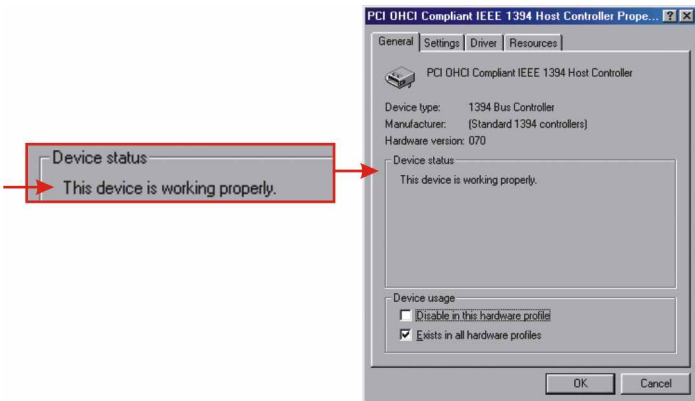 Device status
This device is working properly.
PCI OHCI Compliant IEEE 1394 Host Controller Prope...
General Settings Driver Resources
PCI OHCI Compliant IEEE 1394 Host Controller
Device type: 1394 Bus Controller
Manufacturer: (Standard 1394 controllers)
Hardware version: 070
Device status
This device is working properly.
Device usage
Disable in this hardware profile
Exists in all hardware profiles
OK Cancel